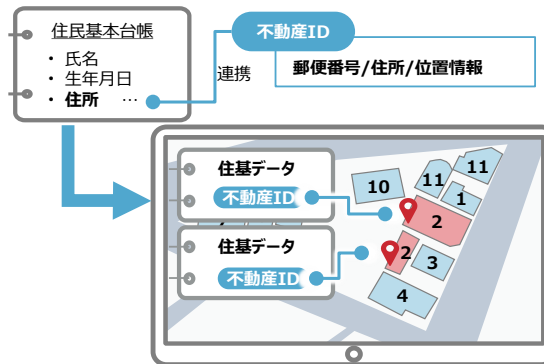 住民基本台帳
・ 氏名
・ 生年月日
・ 住所 …
連携
不動産ID
郵便番号/住所/位置情報
住基データ
不動産ID
住基データ
不動産ID
10
11
11
1
2
2
3
4